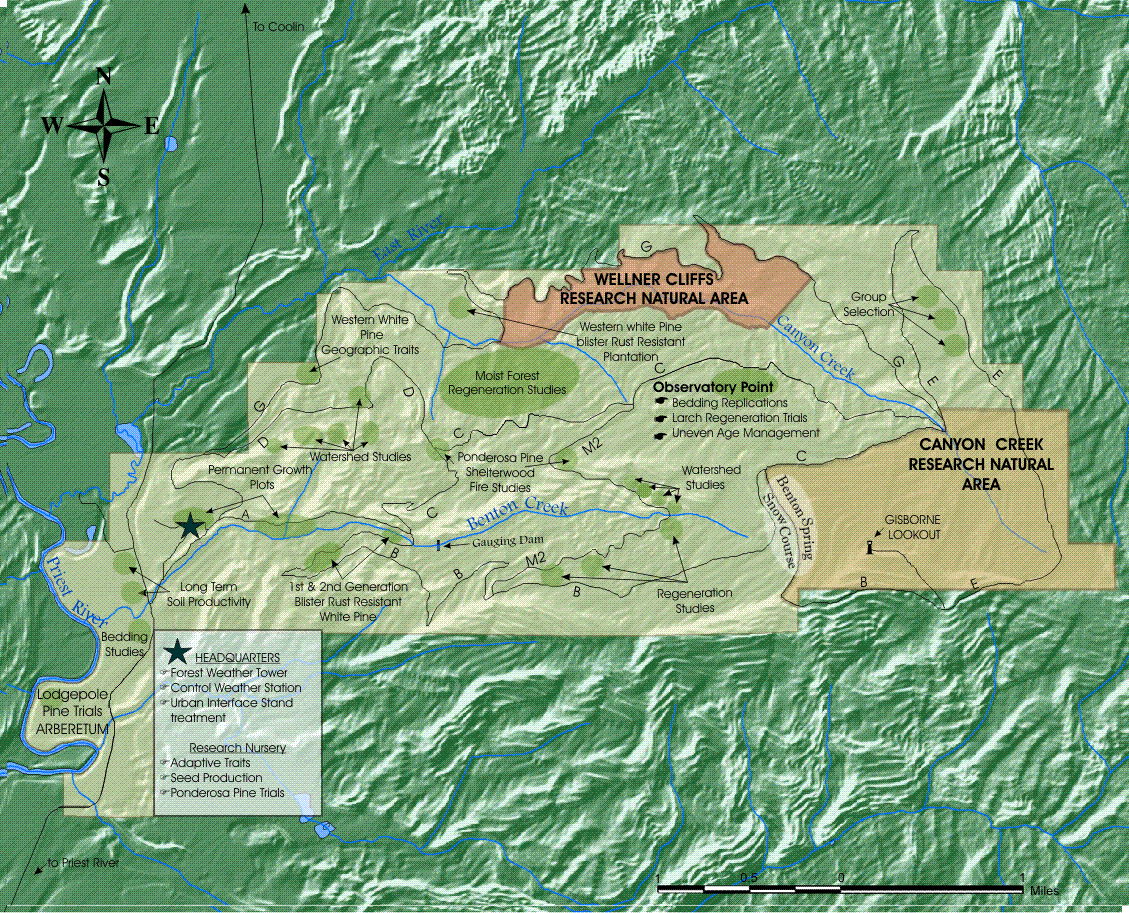 To Coolin
N
W E
S
East River
G
WELLNER CLIFFS
RESEARCH NATURAL AREA
Group
Selection
Western White
Pine
Geographic Traits
Western white Pine
blister Rust Resistant
Plantation
Canyon Creek
G
E
E
C
Moist Forest
Regeneration Studies
D
Observatory Point
Bedding Replications
Larch Regeneration Trials
Uneven Age Management
G
D
C
M2
C
CANYON CREEK
RESEARCH NATURAL
AREA
Watershed Studies
Permanent Growth
Plots
Ponderosa Pine
Shelterwood
Fire Studies
Watershed
Studies
Benton Spring
Snow Course
A
C
Benton Creek
GISBORNE
LOOKOUT
Gauging Dam
B
B
M2
B
B
E
Priest River
Long Term
Soil Productivity
1st & 2nd Generation
Blister Rust Resistant
White Pine
Regeneration
Studies
Bedding
Studies
Lodgepole
Pine Trials
ARBERETUM
HEADQUARTERS
Forest Weather Tower
Control Weather Station
Urban Interface Stand
treatment
Research Nursery
Adaptive Traits
Seed Production
Ponderosa Pine Trials
to Priest River
1 0.5 0 1
Miles